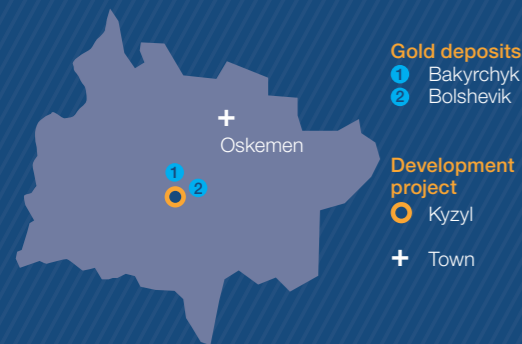 Oskemen
1
2
Gold deposits
1 Bakyrchyk
2 Bolshevik
Development
project
Kyzyl
Town